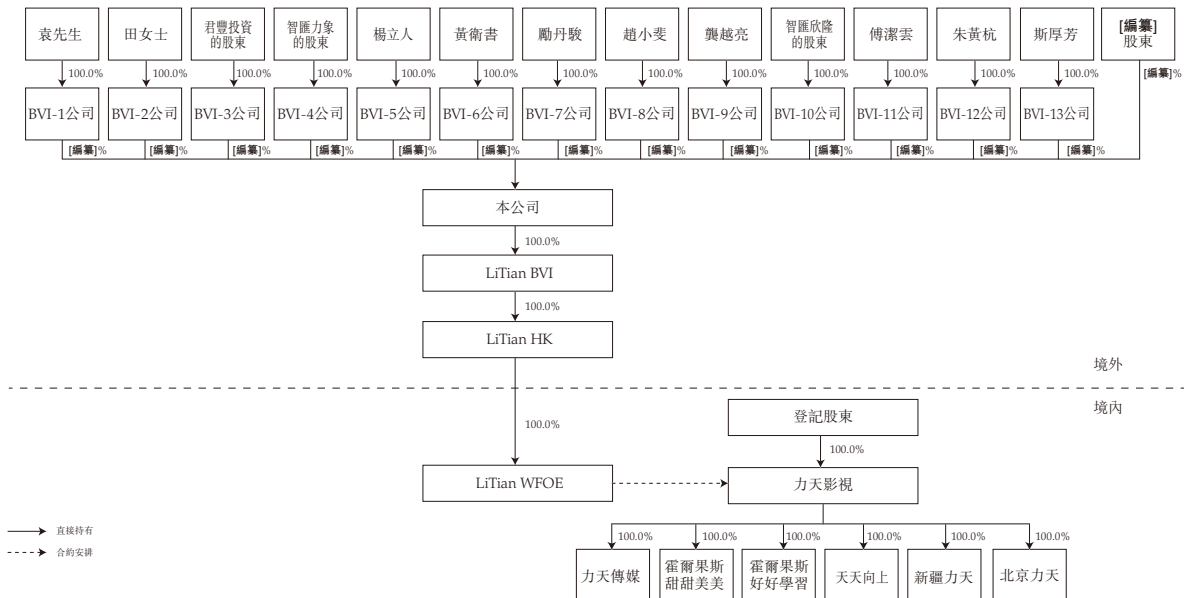 袁先生
田女士
君豐投資
的股東
智匯力象
的股東
楊立人
黃衛書
勵丹駿
趙小斐
龔越亮
智匯欣隆
的股東
傅潔雲
朱黃杭
斯厚芳
[編纂]
股東
100.0%
100.0%
100.0%
100.0%
100.0%
100.0%
100.0%
100.0%
100.0%
100.0%
100.0%
100.0%
100.0%
[編纂]%
BVI-1公司
BVI-2公司
BVI-3公司
BVI-4公司
BVI-5公司
BVI-6公司
BVI-7公司
BVI-8公司
BVI-9公司
BVI-10公司
BVI-11公司
BVI-12公司
BVI-13公司
[編纂]%
[編纂]%
[編纂]%
[編纂]%
[編纂]%
[編纂]%
[編纂]%
[編纂]%
[編纂]%
[編纂]%
[編纂]%
[編纂]%
[編纂]%
本公司
100.0%
LiTian BVI
100.0%
LiTian HK
境外
境內
登記股東
100.0%
100.0%
LiTian WFOE
力天影視
直接持有
合約安排
100.0%
100.0%
100.0%
100.0%
100.0%
100.0%
力天傳媒
霍爾果斯
甜甜美美
霍爾果斯
好好學習
天天向上
新疆力天
北京力天